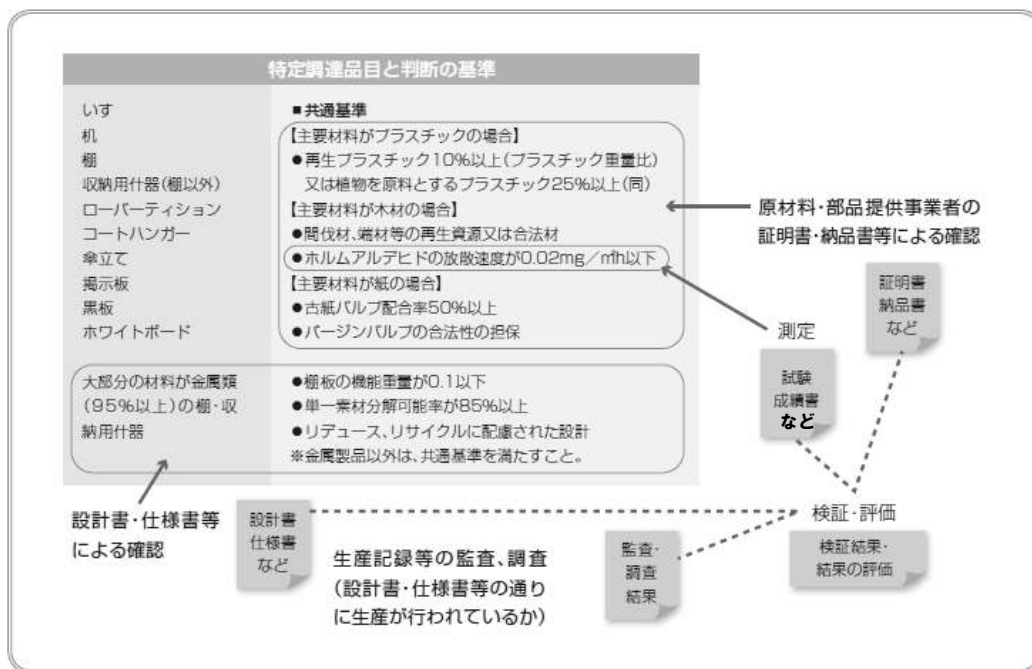 特定調達品目と判断の基準
いす
机
棚
収納用什器(棚以外)
ローパーティション
コートハンガー
傘立て
掲示板
黒板
ホワイトボード
■共通基準
【主要材料がプラスチックの場合】
●再生プラスチック10%以上(プラスチック重量比)
又は植物を原料とするプラスチック25%以上(同)
【主要材料が木材の場合】
●間伐材、端材等の再生資源又は合法材
●ホルムアルデヒドの放散速度が0.02mg/㎡h以下
【主要材料が紙の場合】
●古紙パルプ配合率50%以上
●バージンパルプの合法性の担保
大部分の材料が金属類
(95%以上)の棚・収
納用什器
●棚板の機能重量が0.1以下
●単一素材分解可能率が85%以上
●リデュース、リサイクルに配慮された設計
※金属製品以外は、共通基準を満たすこと。
原材料・部品提供事業者の
証明書・納品書等による確認
証明書
納品書
など
測定
試験
成績書
など
設計書・仕様書等
による確認
設計書
仕様書
など
生産記録等の監査、調査
(設計書・仕様書等の通り
に生産が行われているか)
監査・
調査
結果
検証・評価
検証結果・
結果の評価